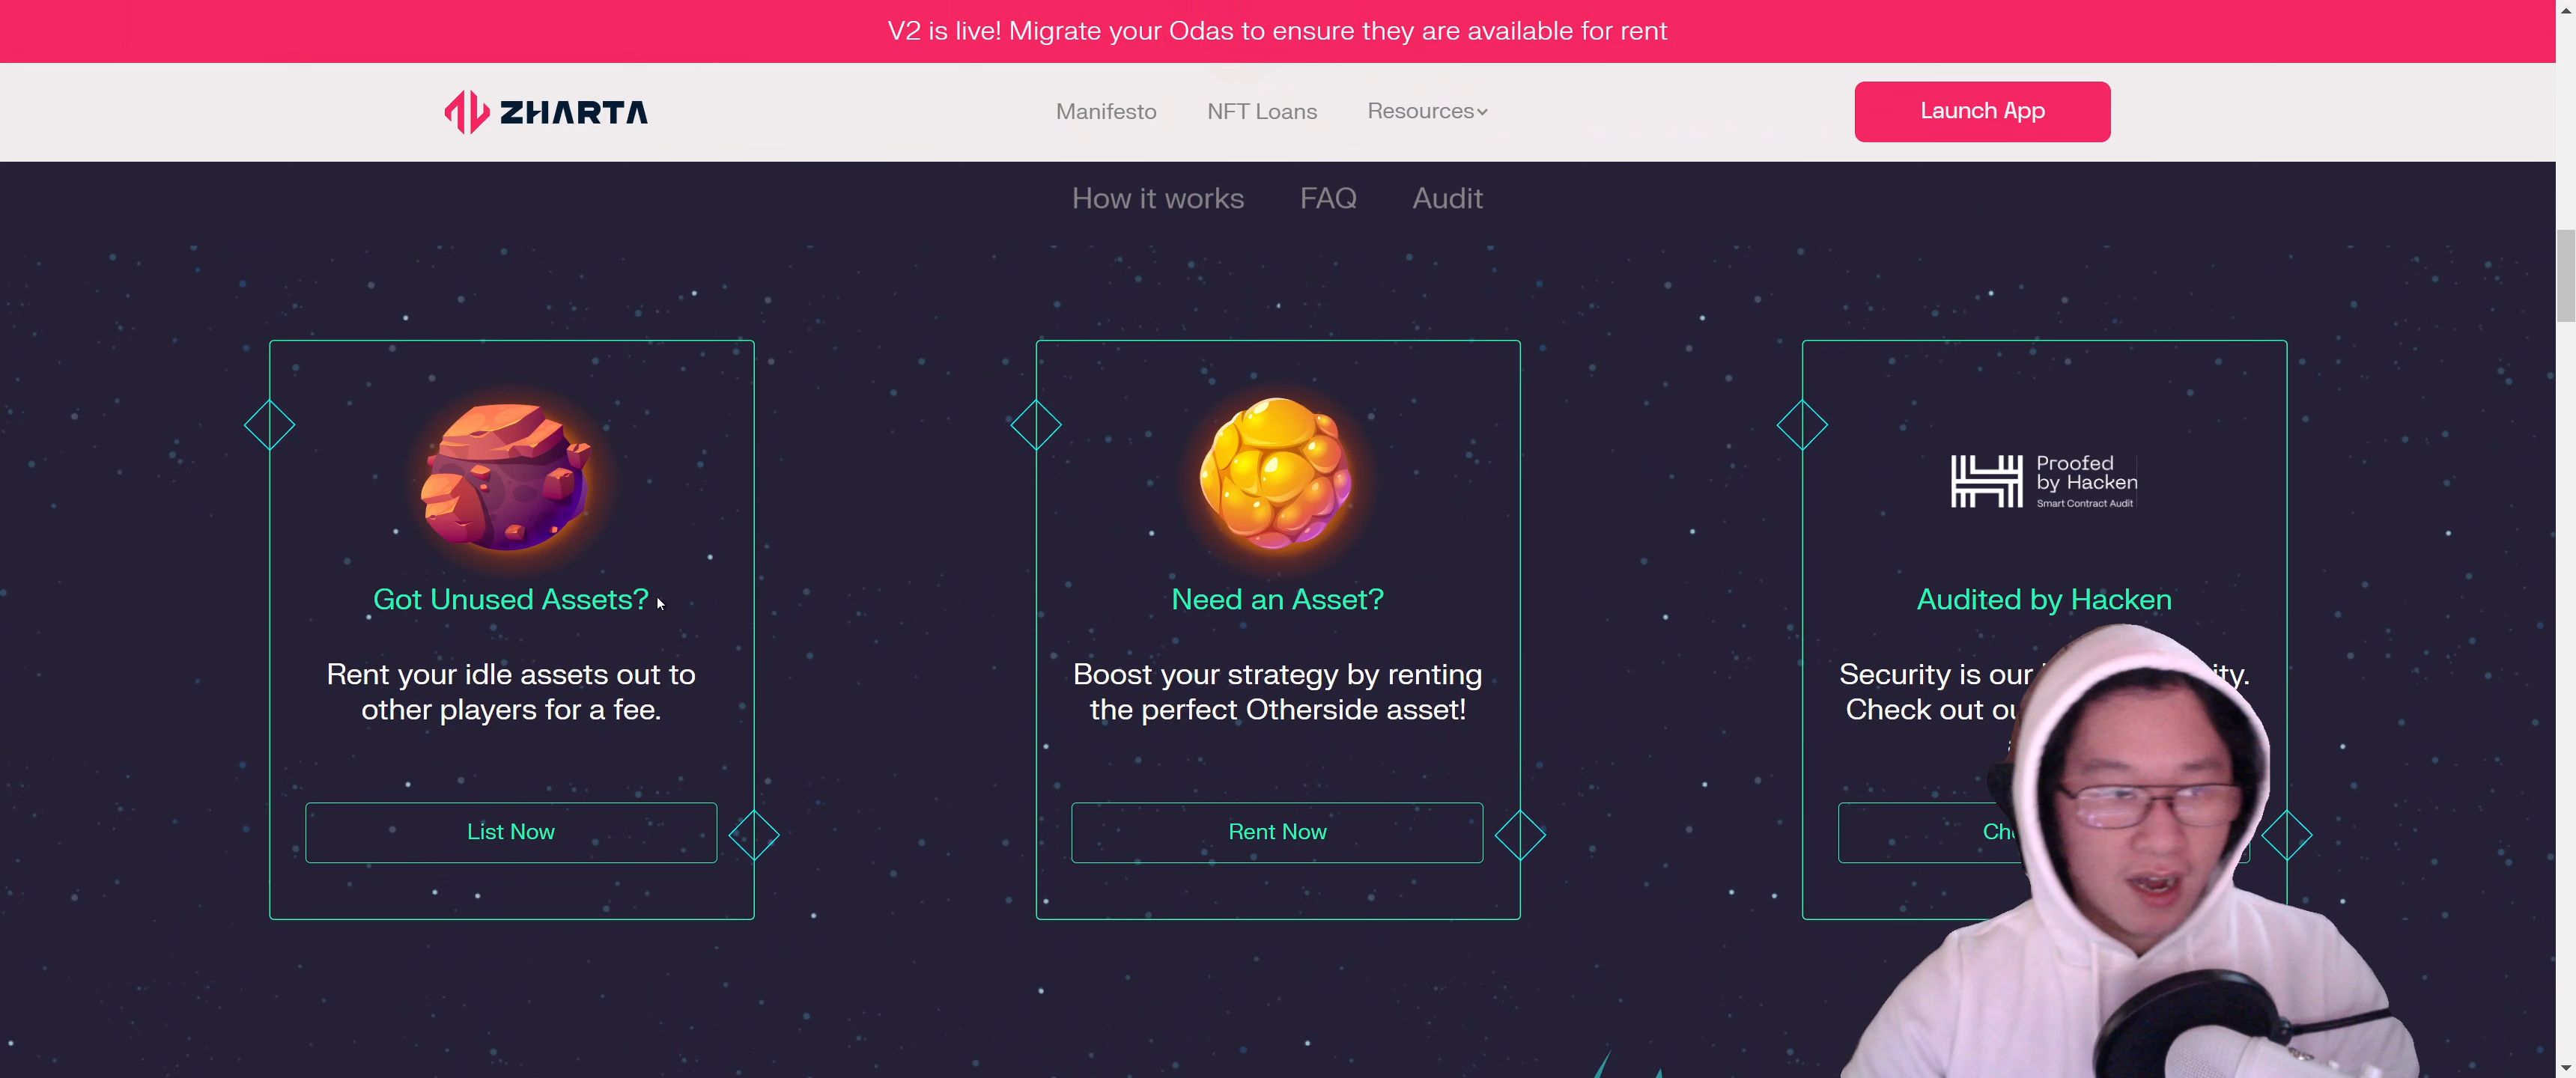 V2 is live! Migrate your Odas to ensure they are available for rent
ZHARTA
Manifesto
NFT Loans
Resources
Launch App
How it works
FAQ
Audit
Got Unused Assets?
Rent your idle assets out to
other players for a fee.
List Now
Need an Asset?
Boost your strategy by renting
the perfect Otherside asset!
Rent Now
Proofed
by Hacken
Smart Contract Audit
Audited by Hacken
Security is our
Check out